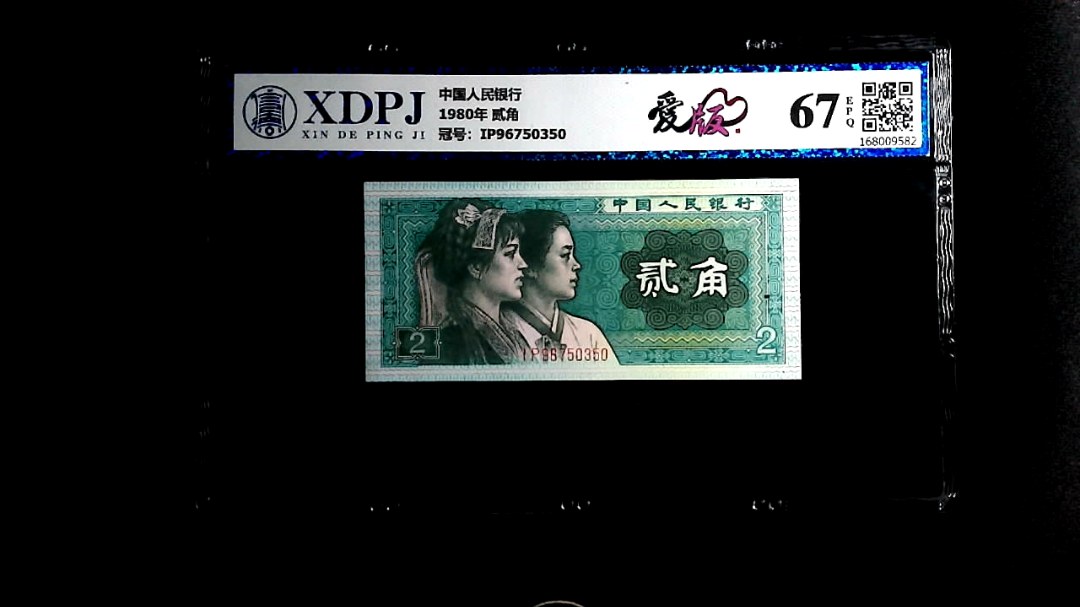 XDPJ
XIN DE PING JI
中国人民银行
1980年 贰角
冠号: IP96750350
爱版
67
EPQ
168009582
中国人民银行
贰角
2
2
IP96750350